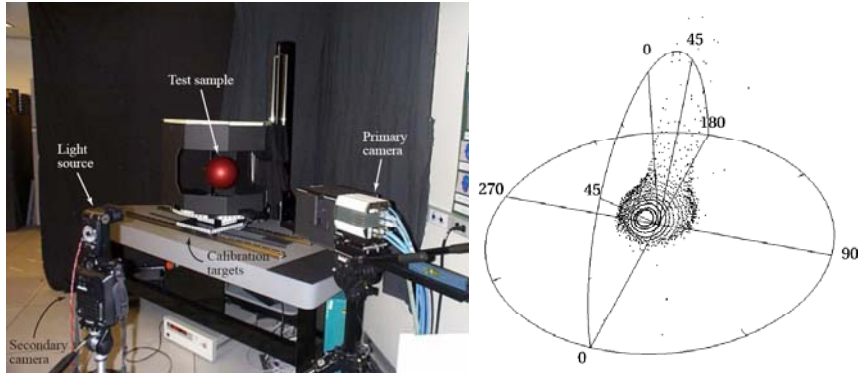 Test sample
Primary
camera
Light
source
Calibration
targets
Secondary
camera
0
45
180
270
45
90
0